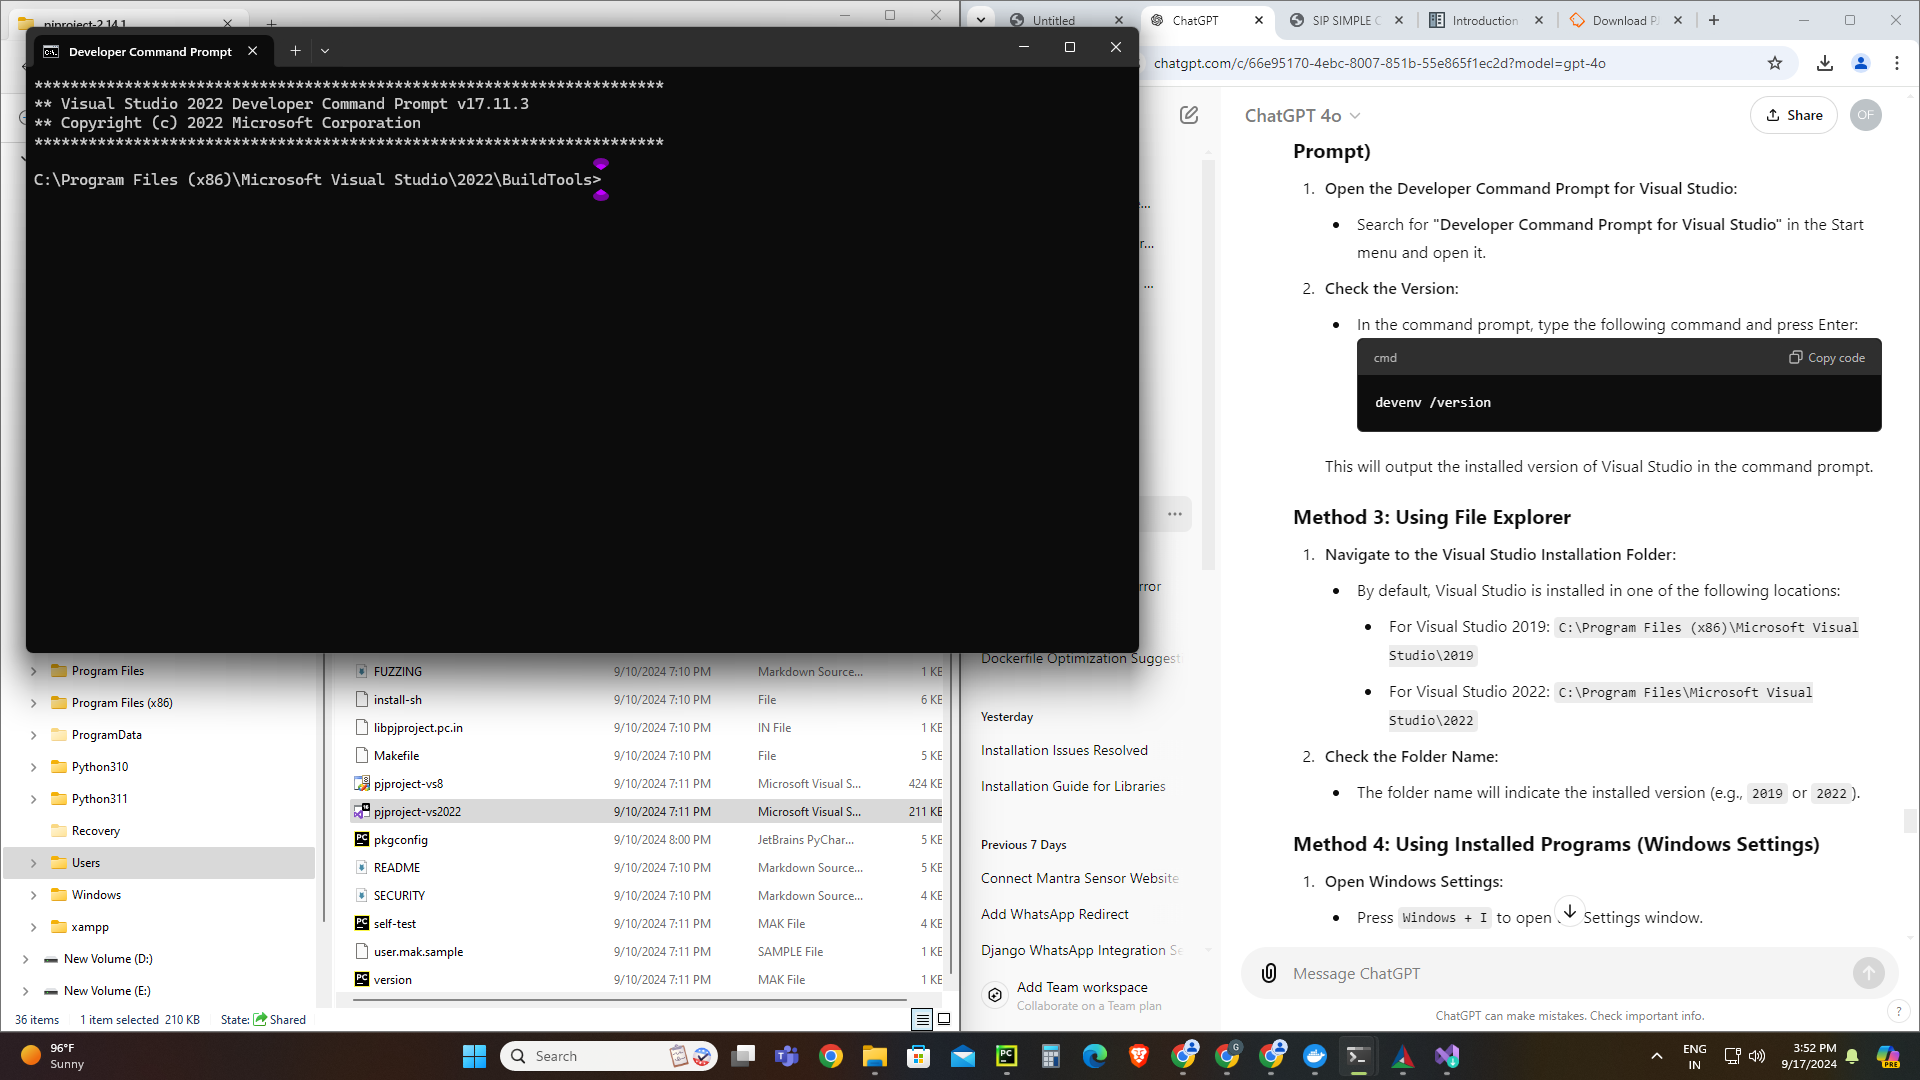 pjproject-2.14.1
Untitled
ChatGPT
SIP SIMPLE C
Introduction
Download PJ
Developer Command Prompt
chatgpt.com/c/66e95170-4ebc-8007-851b-55e865f1ec2d?model=gpt-4o
**********************************************************************
** Visual Studio 2022 Developer Command Prompt v17.11.3
** Copyright (c) 2022 Microsoft Corporation
**********************************************************************
C:\Program Files (x86)\Microsoft Visual Studio\2022\BuildTools>
ChatGPT 4o
Share
OF
Prompt)
1. Open the Developer Command Prompt for Visual Studio:
Search for "Developer Command Prompt for Visual Studio" in the Start
menu and open it.
2. Check the Version:
In the command prompt, type the following command and press Enter:
cmd
Copy code
devenv /version
This will output the installed version of Visual Studio in the command prompt.
Method 3: Using File Explorer
1. Navigate to the Visual Studio Installation Folder:
By default, Visual Studio is installed in one of the following locations:
For Visual Studio 2019: C:\Program Files (x86)\Microsoft Visual
Studio\2019
For Visual Studio 2022: C:\Program Files\Microsoft Visual
Studio\2022
2. Check the Folder Name:
The folder name will indicate the installed version (e.g., 2019 or 2022).
Method 4: Using Installed Programs (Windows Settings)
1. Open Windows Settings:
Press Windows + I to open Settings window.
Message ChatGPT
ChatGPT can make mistakes. Check important info.
?
e...
r...
...
rror
Dockerfile Optimization Suggest
Yesterday
Installation Issues Resolved
Installation Guide for Libraries
Previous 7 Days
Connect Mantra Sensor Website
Add WhatsApp Redirect
Django WhatsApp Integration Se
Add Team workspace
Collaborate on a Team plan
Program Files
Program Files (x86)
ProgramData
Python310
Python311
Recovery
Users
Windows
xampp
New Volume (D:)
New Volume (E:)
FUZZING 9/10/2024 7:10 PM Markdown Source... 1 KB
install-sh 9/10/2024 7:10 PM File 6 KB
libpjproject.pc.in 9/10/2024 7:10 PM IN File 1 KB
Makefile 9/10/2024 7:10 PM File 5 KB
pjproject-vs8 9/10/2024 7:11 PM Microsoft Visual S... 424 KB
pjproject-vs2022 9/10/2024 7:11 PM Microsoft Visual S... 211 KB
pkgconfig 9/10/2024 8:00 PM JetBrains PyChar... 5 KB
README 9/10/2024 7:10 PM Markdown Source... 5 KB
SECURITY 9/10/2024 7:10 PM Markdown Source... 4 KB
self-test 9/10/2024 7:11 PM MAK File 4 KB
user.mak.sample 9/10/2024 7:11 PM SAMPLE File 4 KB
version 9/10/2024 7:11 PM MAK File 1 KB
36 items 1 item selected 210 KB State: Shared
96°F
Sunny
Search
ENG
IN
3:52 PM
9/17/2024